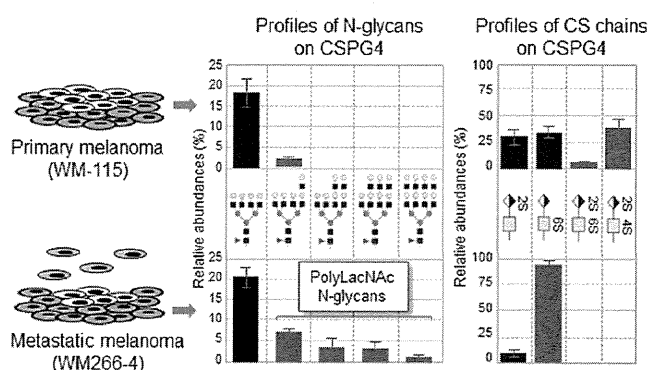 Profiles of N-glycans
on CSPG4
Profiles of CS chains
on CSPG4
Primary melanoma
(WM-115)
Metastatic melanoma
(WM266-4)
Relative abundances (%)
25
20
15
10
5
0
25
20
15
10
5
0
PolyLacNAc
N-glycans
Relative abundances (%)
100
75
50
25
0
2S
6S
2S
6S
2S
4S
100
75
50
25
0